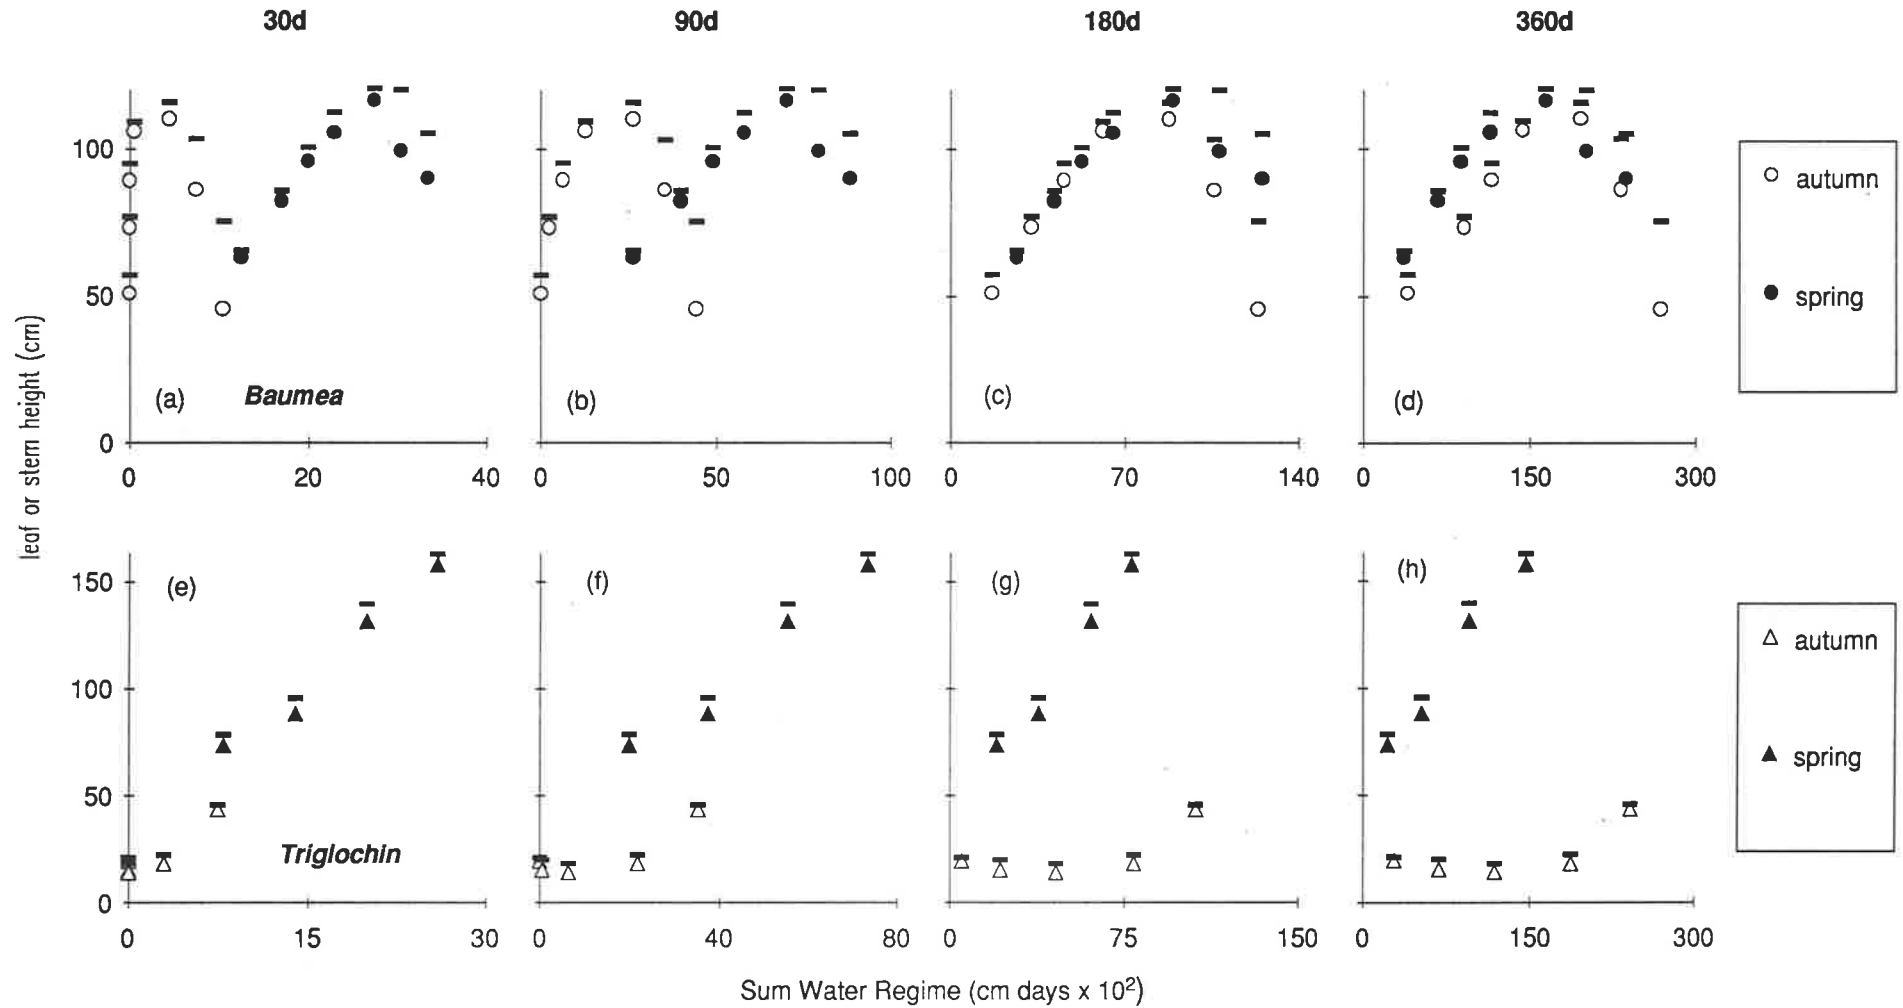 30d 90d 180d 360d
100
50
0
(a) Baumea (b) (c) (d)
0 20 40 0 50 100 0 70 140 0 150 300
autumn
spring
leaf or stem height (cm)
150
100
50
0
(e) (f) (g) (h)
Triglochin
0 15 30 0 40 80 0 75 150 0 150 300
autumn
spring
Sum Water Regime (cm days x 10²)